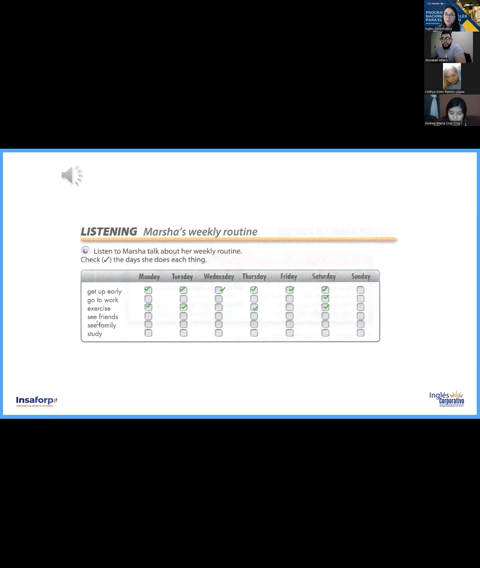 LISTENING Marsha's weekly routine
Listen to Marsha talk about her weekly routine.
Check (✓) the days she does each thing.
Monday Tuesday Wednesday Thursday Friday Saturday Sunday
get up early
go to work
exercise
see friends
see family
study
Insaforp
Inglés
Corporativo